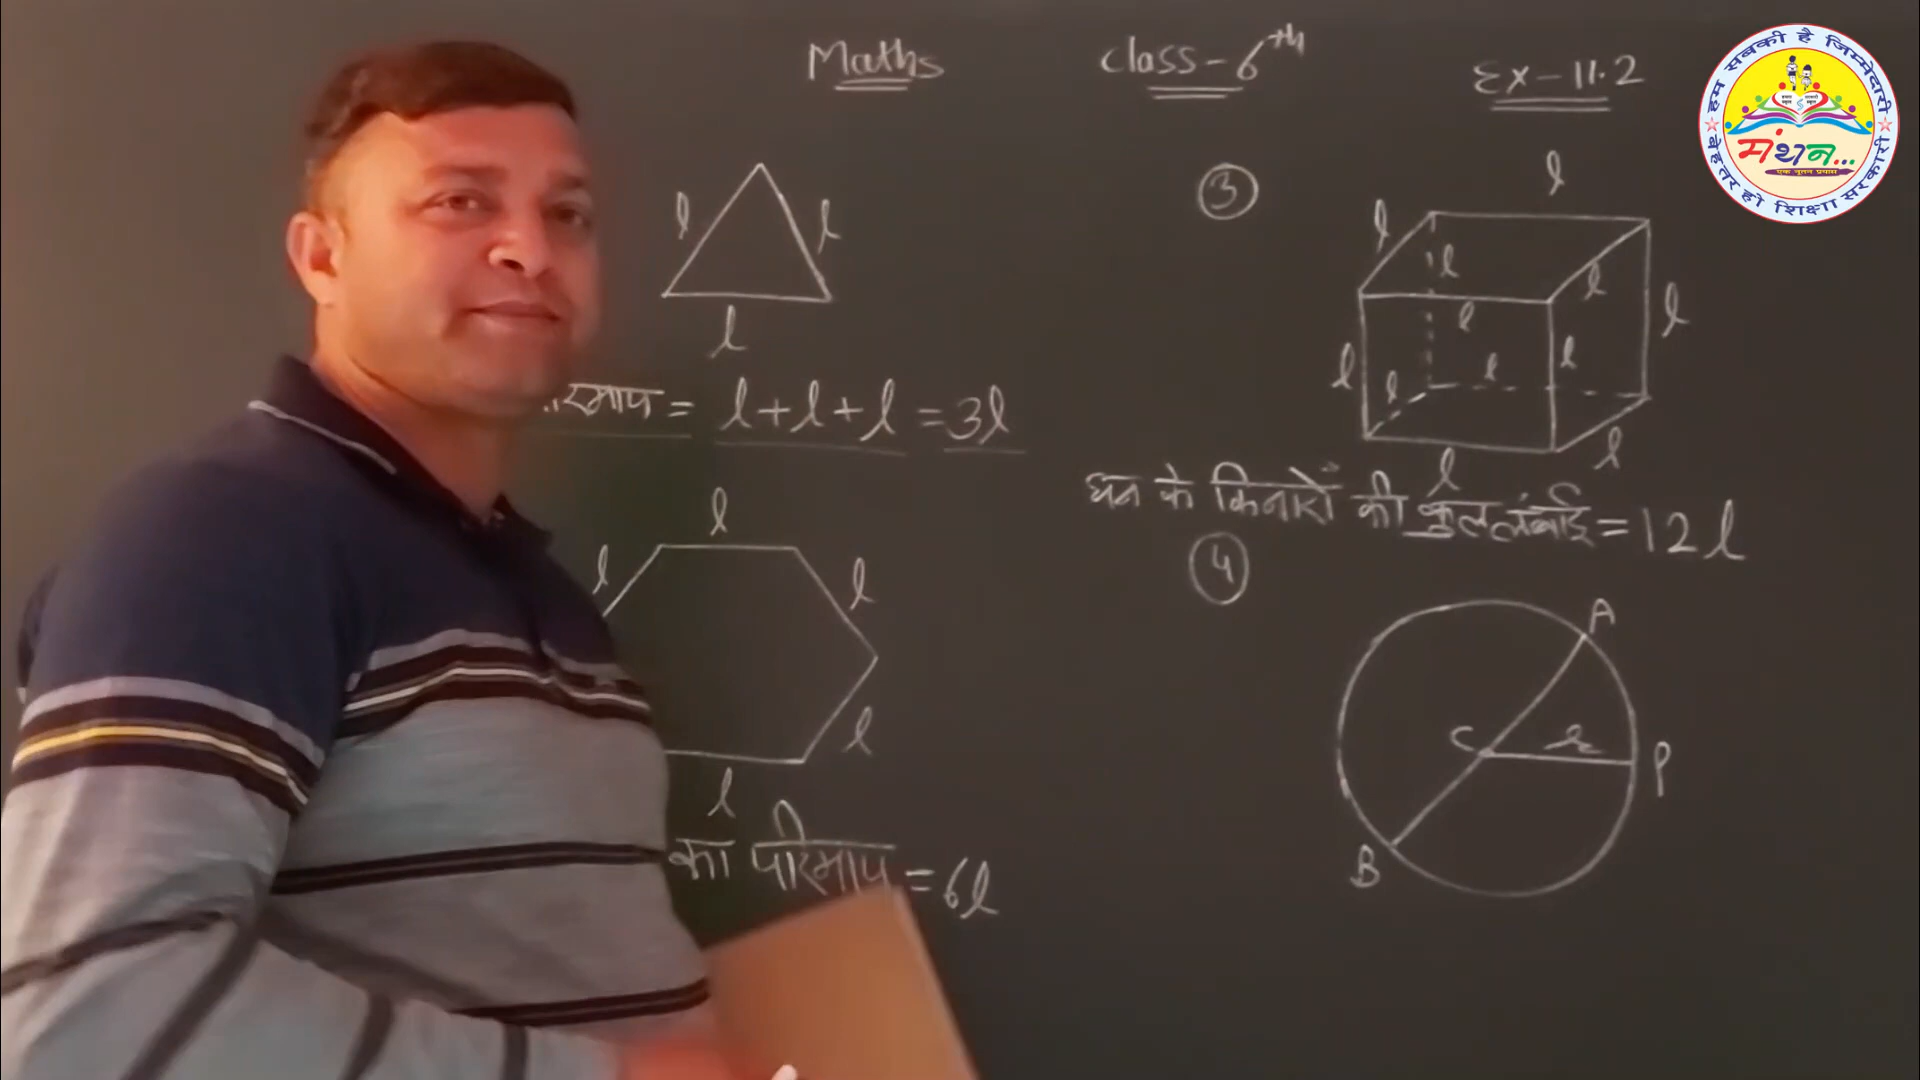 Maths class-6th Ex-11.2
l l
l
.रिमाप = l+l+l = 3l
l
l l
l
l
का परिमाप = 6l
③
l
l
l l
l
l l l
l l
l l
घन के किनारों की कुल लंबाई = 12l
④
A
C r P
B
हम सबकी है जिम्मेदारी
बेहतर हो शिक्षा सरकारी
मंथन...
एक नूतन प्रयास